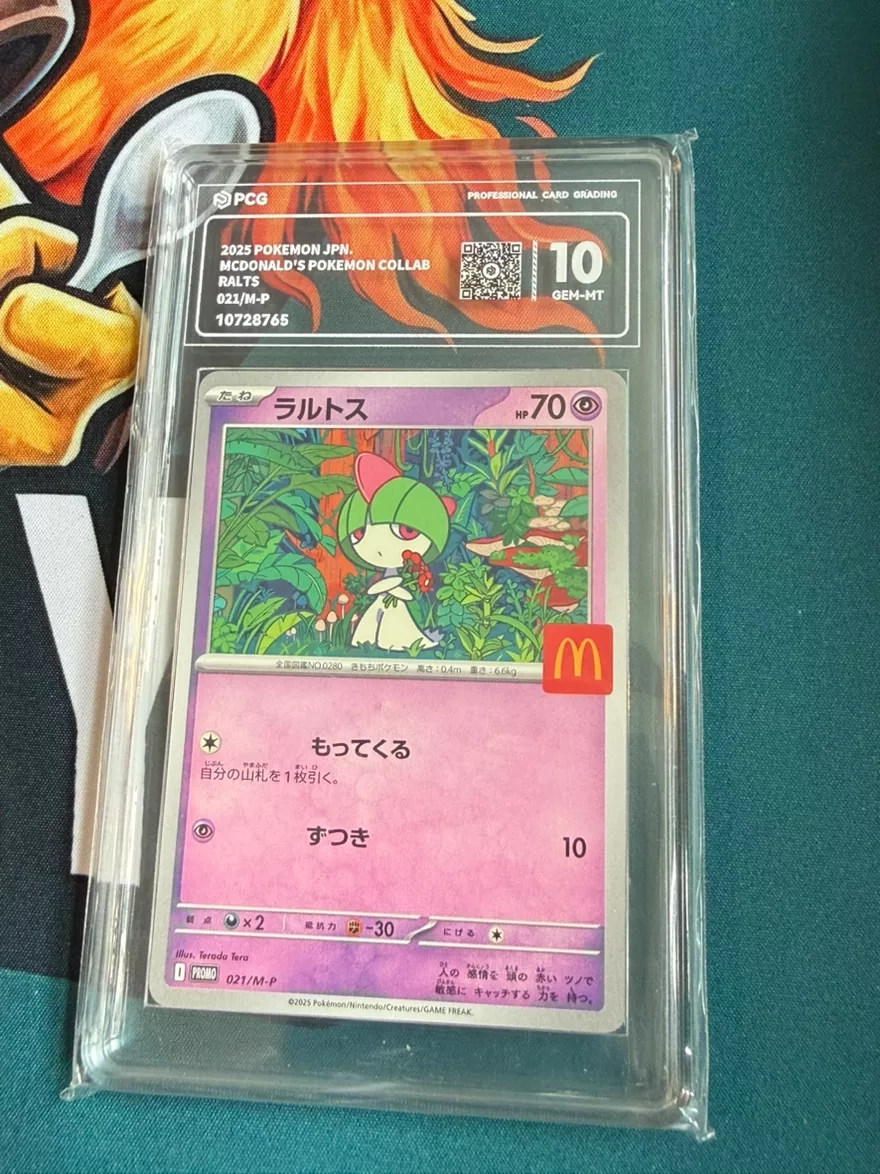 PCG
PROFESSIONAL CARD GRADING
2025 POKEMON JPN.
MCDONALD'S POKEMON COLLAB
RALTS
021/M-P
10728765
10
GEM-MT
たね
ラルトス
HP70
全国図鑑NO.0280 きもちポケモン 高さ:0.4m 重さ:6.6kg
もってくる
自分の山札を1枚引く。
ずつき 10
弱点 ×2 抵抗力 -30 にげる
Illus. Terada Tera
I PROMO 021/M-P
人の感情を頭の赤いツノで
敏感にキャッチする力を持つ。
©2025 Pokémon/Nintendo/Creatures/GAME FREAK.